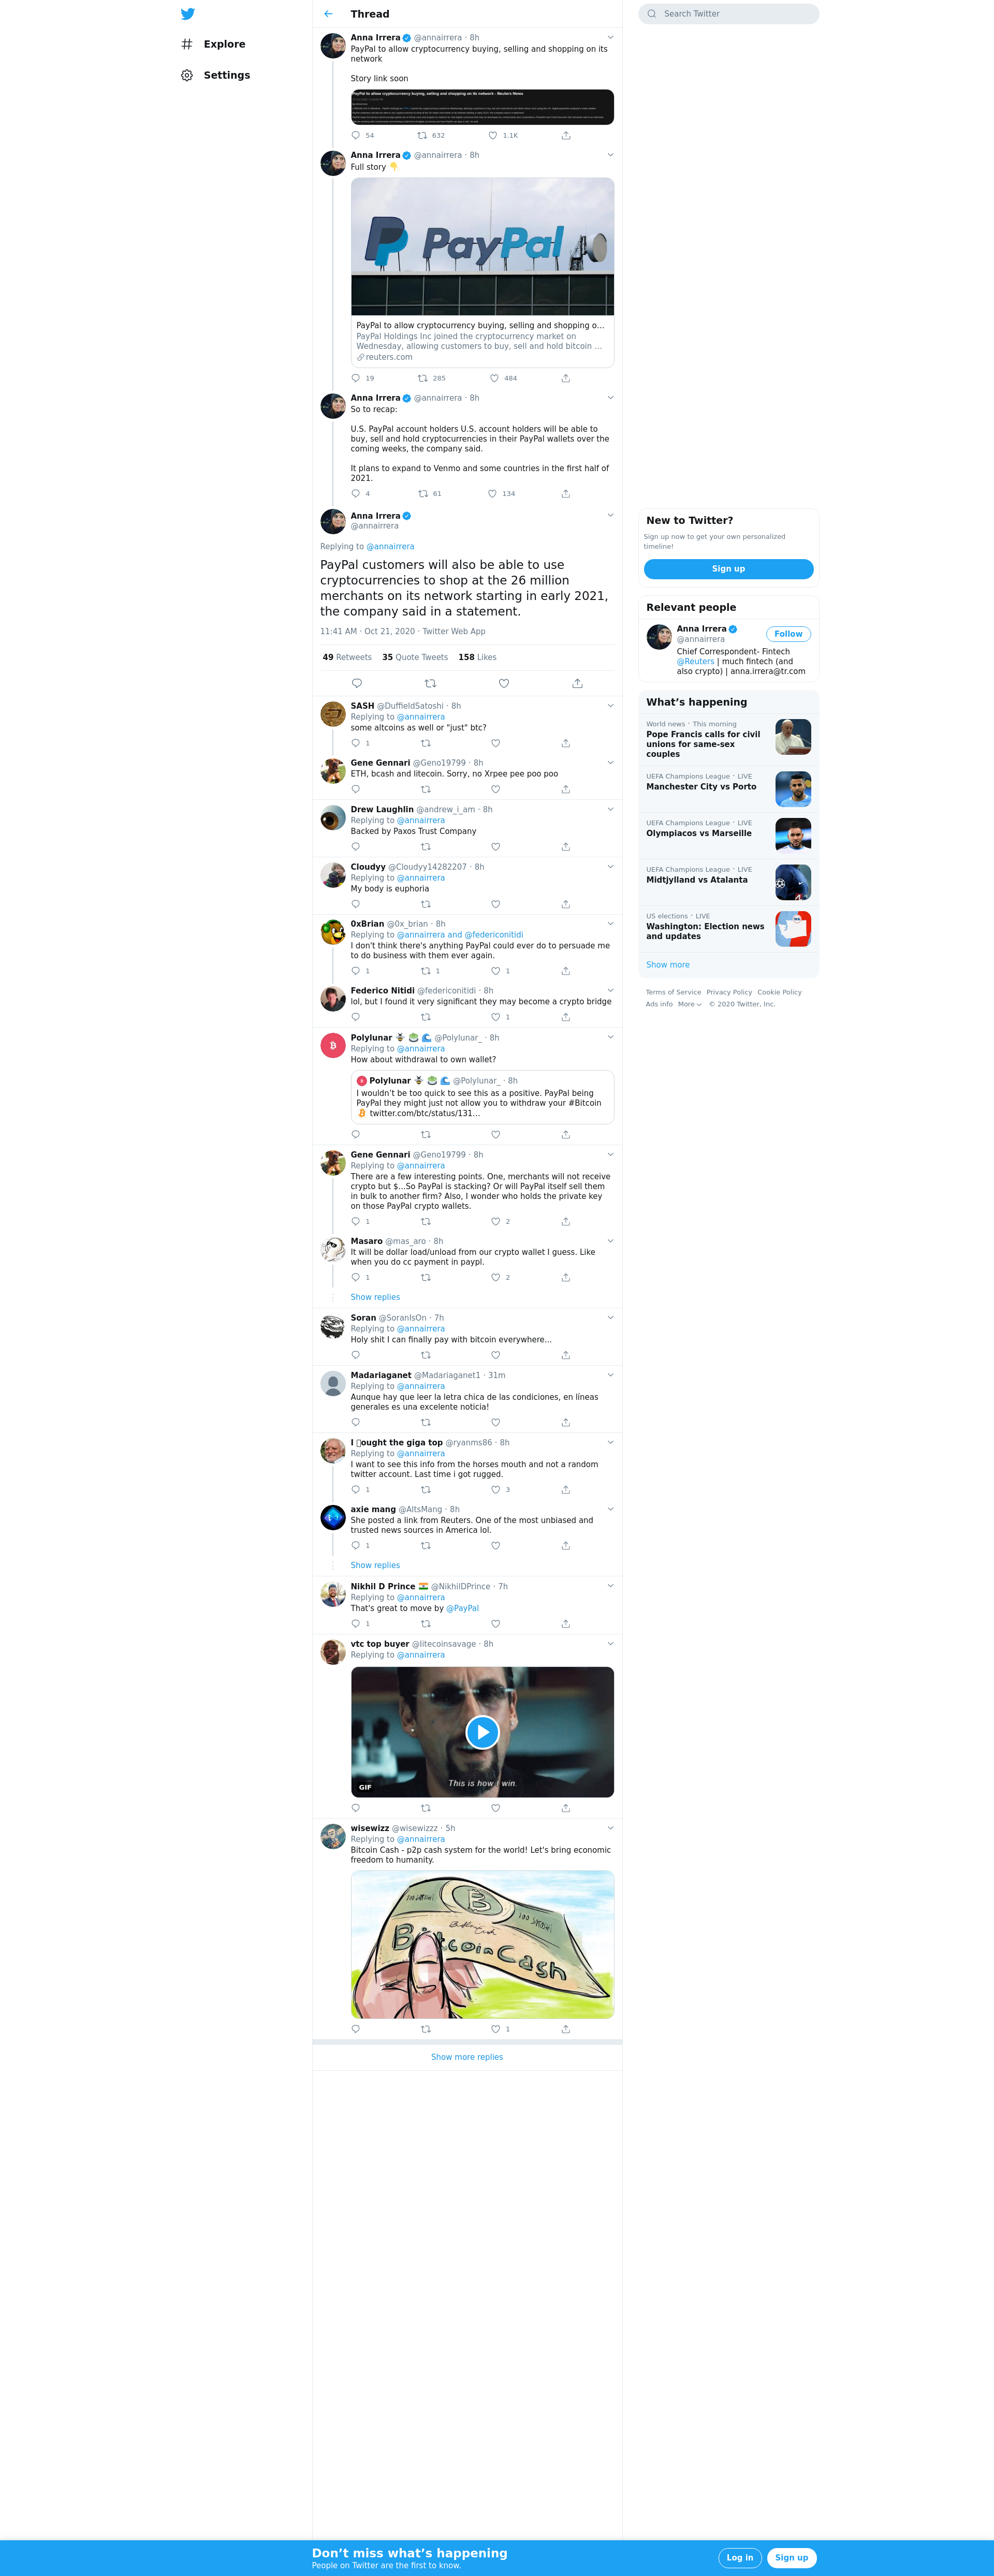 Thread
Search Twitter
Explore
Settings
Anna Irrera @annairrera · 8h
PayPal to allow cryptocurrency buying, selling and shopping on its
network
Story link soon
PayPal to allow cryptocurrency buying, selling and shopping on its network - Reuters News
54 632 1.1K
Anna Irrera @annairrera · 8h
Full story 👇
PayPal
PayPal to allow cryptocurrency buying, selling and shopping o…
PayPal Holdings Inc joined the cryptocurrency market on
Wednesday, allowing customers to buy, sell and hold bitcoin …
reuters.com
19 285 484
Anna Irrera @annairrera · 8h
So to recap:
U.S. PayPal account holders U.S. account holders will be able to
buy, sell and hold cryptocurrencies in their PayPal wallets over the
coming weeks, the company said.
It plans to expand to Venmo and some countries in the first half of
2021.
4 61 134
Anna Irrera
@annairrera
Replying to @annairrera
PayPal customers will also be able to use
cryptocurrencies to shop at the 26 million
merchants on its network starting in early 2021,
the company said in a statement.
11:41 AM · Oct 21, 2020 · Twitter Web App
49 Retweets 35 Quote Tweets 158 Likes
SASH @DuffieldSatoshi · 8h
Replying to @annairrera
some altcoins as well or "just" btc?
1
Gene Gennari @Geno19799 · 8h
ETH, bcash and litecoin. Sorry, no Xrpee pee poo poo
Drew Laughlin @andrew_i_am · 8h
Replying to @annairrera
Backed by Paxos Trust Company
Cloudyy @Cloudyy14282207 · 8h
Replying to @annairrera
My body is euphoria
0xBrian @0x_brian · 8h
Replying to @annairrera and @federiconitidi
I don't think there's anything PayPal could ever do to persuade me
to do business with them ever again.
1 1 1
Federico Nitidi @federiconitidi · 8h
lol, but I found it very significant they may become a crypto bridge
1
Polylunar @Polylunar_ · 8h
Replying to @annairrera
How about withdrawal to own wallet?
Polylunar @Polylunar_ · 8h
I wouldn't be too quick to see this as a positive. PayPal being
PayPal they might just not allow you to withdraw your #Bitcoin
twitter.com/btc/status/131…
Gene Gennari @Geno19799 · 8h
Replying to @annairrera
There are a few interesting points. One, merchants will not receive
crypto but $...So PayPal is stacking? Or will PayPal itself sell them
in bulk to another firm? Also, I wonder who holds the private key
on those PayPal crypto wallets.
1 2
Masaro @mas_aro · 8h
It will be dollar load/unload from our crypto wallet I guess. Like
when you do cc payment in paypl.
1 2
Show replies
Soran @SoranIsOn · 7h
Replying to @annairrera
Holy shit I can finally pay with bitcoin everywhere...
Madariaganet @Madariaganet1 · 31m
Replying to @annairrera
Aunque hay que leer la letra chica de las condiciones, en líneas
generales es una excelente noticia!
I ought the giga top @ryanms86 · 8h
Replying to @annairrera
I want to see this info from the horses mouth and not a random
twitter account. Last time i got rugged.
1 3
axie mang @AltsMang · 8h
She posted a link from Reuters. One of the most unbiased and
trusted news sources in America lol.
1
Show replies
Nikhil D Prince 🇮🇳 @NikhilDPrince · 7h
Replying to @annairrera
That's great to move by @PayPal
1
vtc top buyer @litecoinsavage · 8h
Replying to @annairrera
This is how I win.
GIF
wisewizz @wisewizzz · 5h
Replying to @annairrera
Bitcoin Cash - p2p cash system for the world! Let's bring economic
freedom to humanity.
Bitcoin Cash
1
Show more replies
New to Twitter?
Sign up now to get your own personalized
timeline!
Sign up
Relevant people
Anna Irrera
@annairrera
Follow
Chief Correspondent- Fintech
@Reuters | much fintech (and
also crypto) | anna.irrera@tr.com
What's happening
World news · This morning
Pope Francis calls for civil
unions for same-sex
couples
UEFA Champions League · LIVE
Manchester City vs Porto
UEFA Champions League · LIVE
Olympiacos vs Marseille
UEFA Champions League · LIVE
Midtjylland vs Atalanta
US elections · LIVE
Washington: Election news
and updates
Show more
Terms of Service Privacy Policy Cookie Policy
Ads info More © 2020 Twitter, Inc.
Don't miss what's happening
People on Twitter are the first to know.
Log in
Sign up